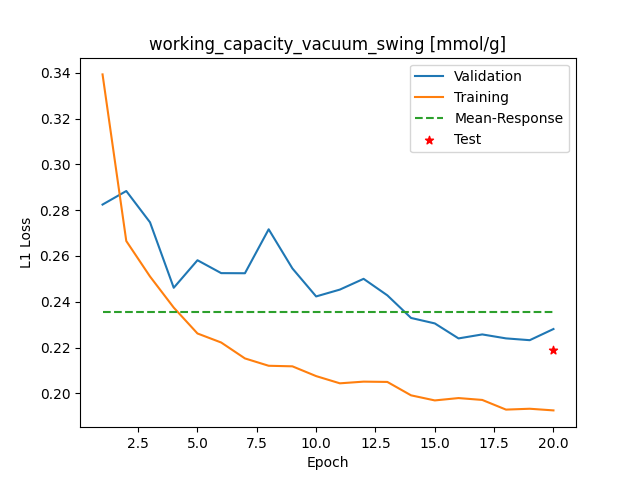 working_capacity_vacuum_swing [mmol/g]
Validation
Training
Mean-Response
Test
L1 Loss
0.34
0.32
0.30
0.28
0.26
0.24
0.22
0.20
2.5 5.0 7.5 10.0 12.5 15.0 17.5 20.0
Epoch